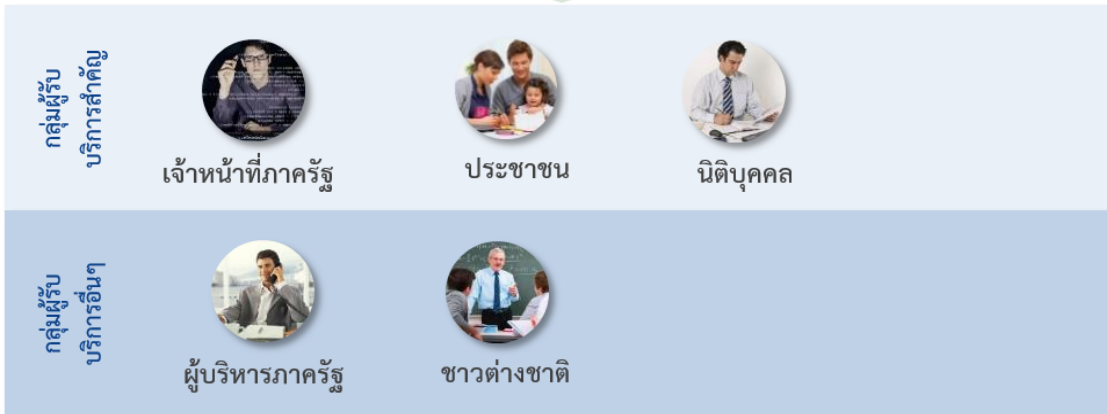 กลุ่มผู้รับ
บริการสำคัญ
เจ้าหน้าที่ภาครัฐ
ประชาชน
นิติบุคคล
กลุ่มผู้รับ
บริการอื่นๆ
ผู้บริหารภาครัฐ
ชาวต่างชาติ